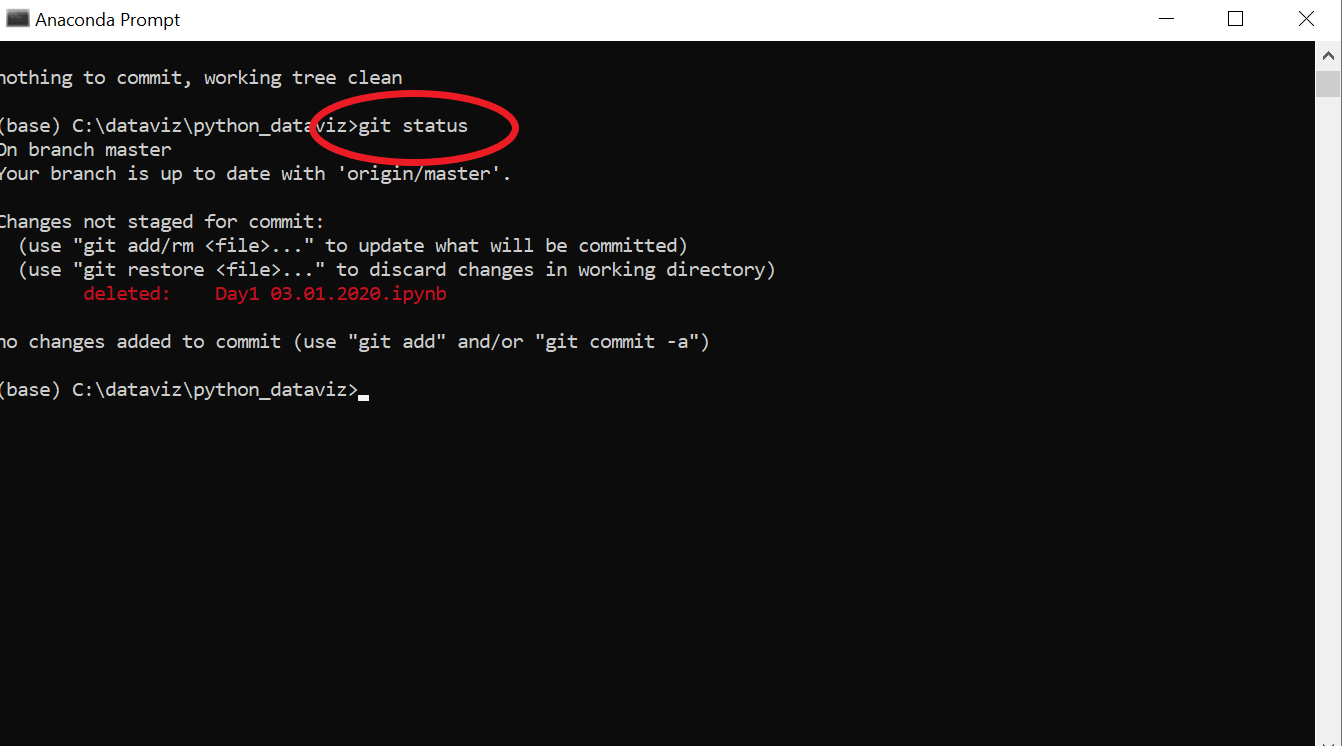 Anaconda Prompt
nothing to commit, working tree clean
(base) C:\dataviz\python_dataviz>git status
On branch master
Your branch is up to date with 'origin/master'.
Changes not staged for commit:
(use "git add/rm <file>..." to update what will be committed)
(use "git restore <file>..." to discard changes in working directory)
deleted: Day1 03.01.2020.ipynb
no changes added to commit (use "git add" and/or "git commit -a")
(base) C:\dataviz\python_dataviz>